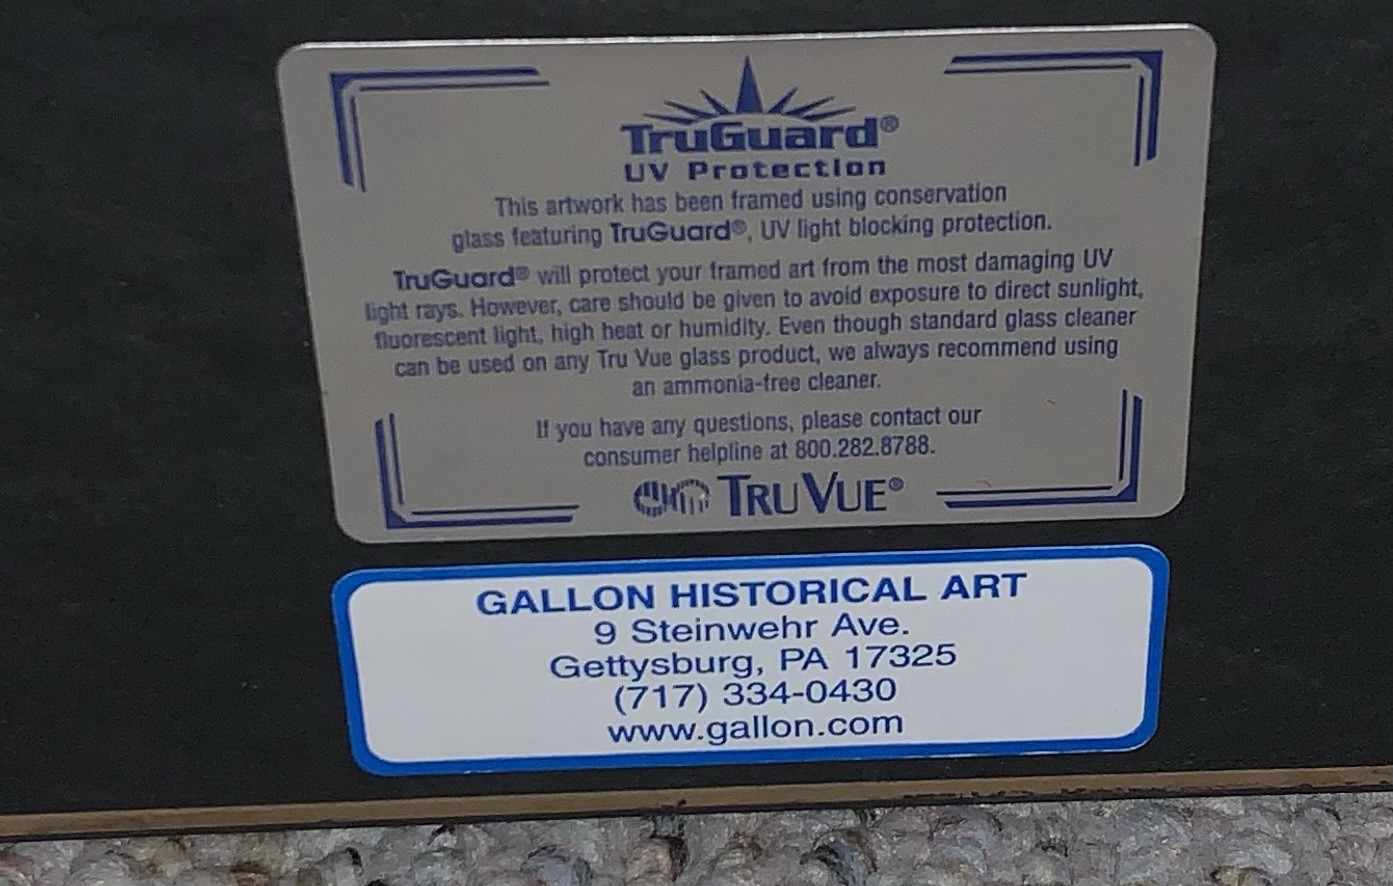 TruGuard®
UV Protection
This artwork has been framed using conservation
glass featuring TruGuard®, UV light blocking protection.
TruGuard® will protect your framed art from the most damaging UV
light rays. However, care should be given to avoid exposure to direct sunlight,
fluorescent light, high heat or humidity. Even though standard glass cleaner
can be used on any Tru Vue glass product, we always recommend using
an ammonia-free cleaner.
If you have any questions, please contact our
consumer helpline at 800.282.8788.
TRU VUE®
GALLON HISTORICAL ART
9 Steinwehr Ave.
Gettysburg, PA 17325
(717) 334-0430
www.gallon.com